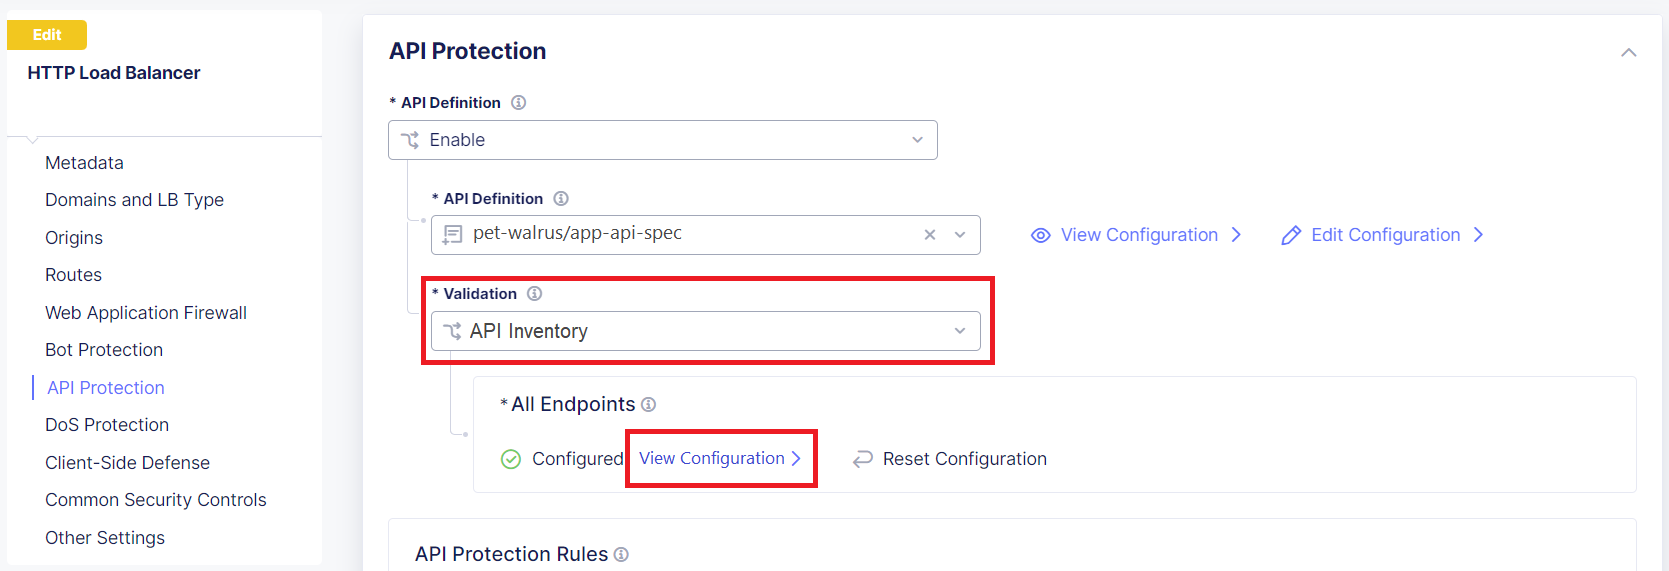 Edit
HTTP Load Balancer
Metadata
Domains and LB Type
Origins
Routes
Web Application Firewall
Bot Protection
API Protection
DoS Protection
Client-Side Defense
Common Security Controls
Other Settings
API Protection
* API Definition
Enable
* API Definition
pet-walrus/app-api-spec
View Configuration
Edit Configuration
* Validation
API Inventory
* All Endpoints
Configured View Configuration Reset Configuration
API Protection Rules